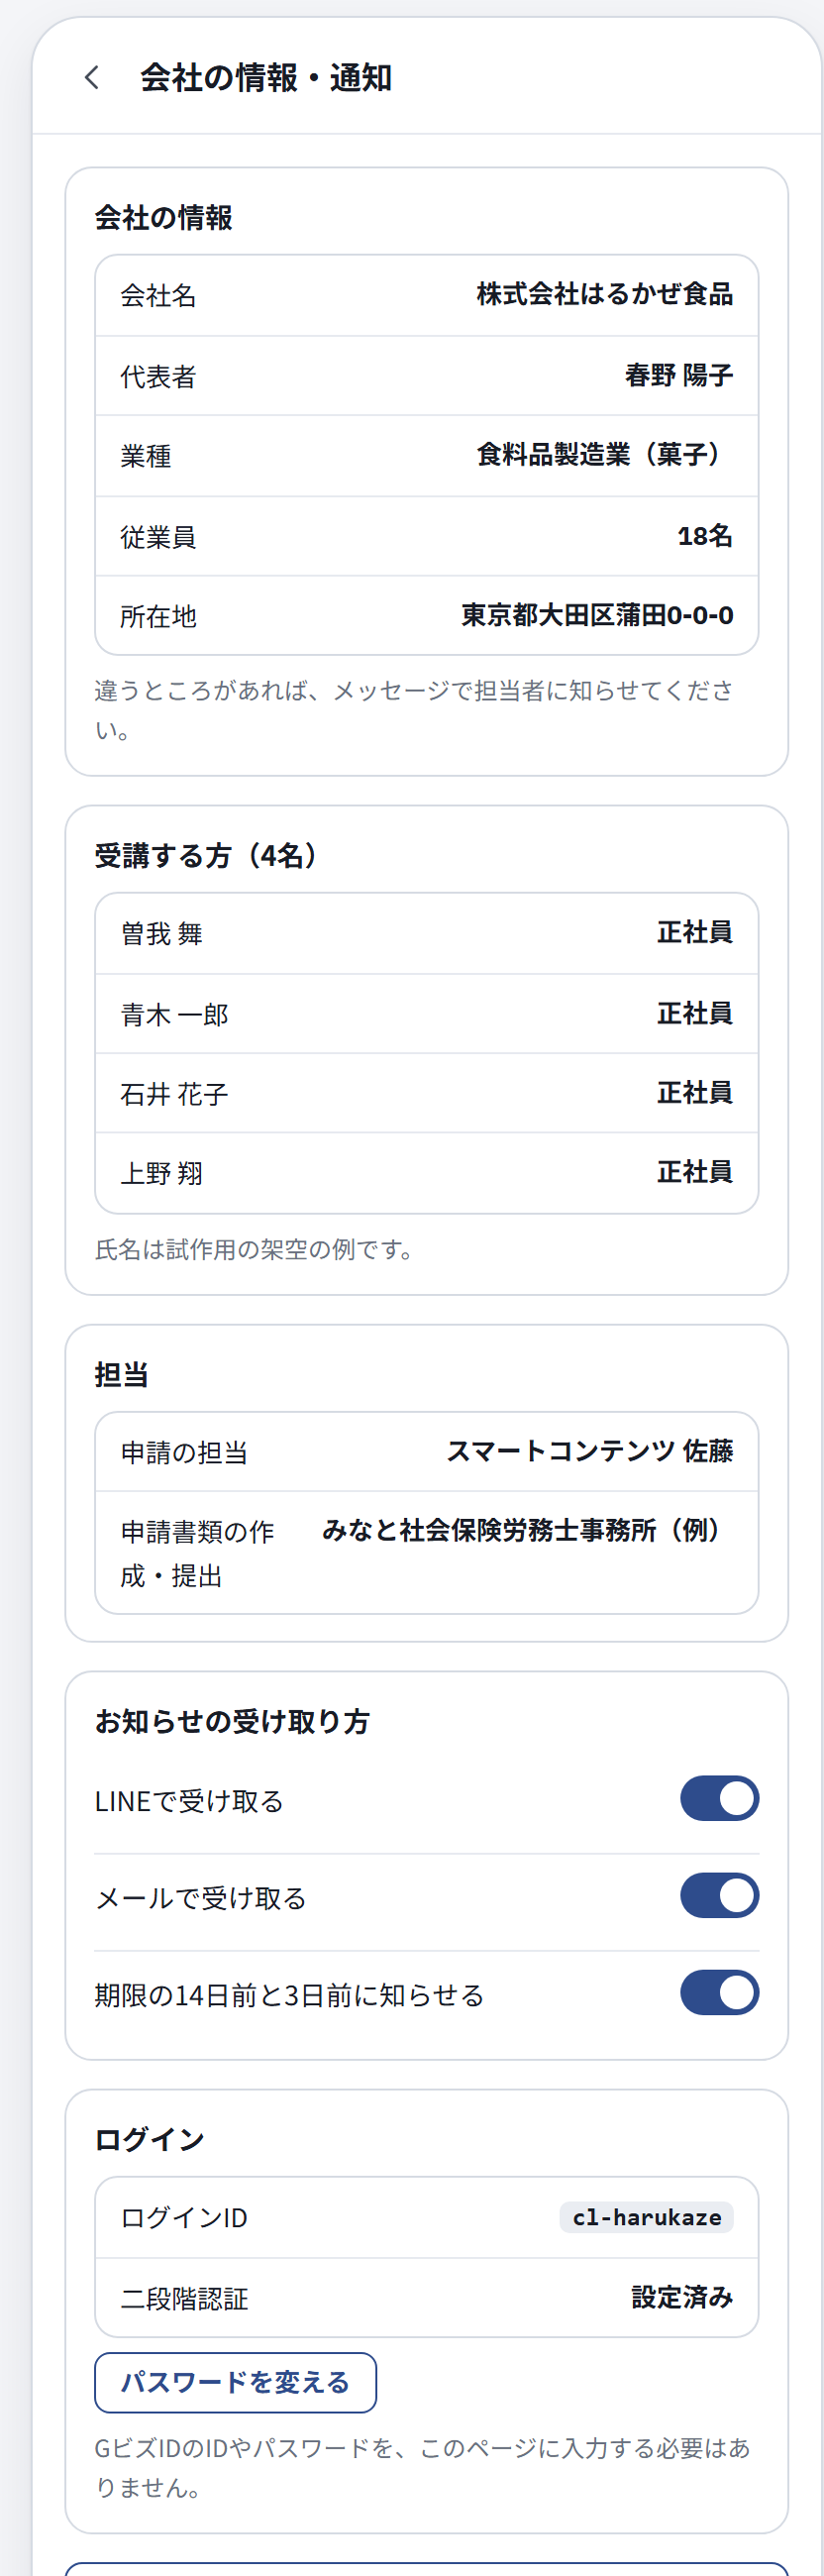 会社の情報・通知
会社の情報
会社名 株式会社はるかぜ食品
代表者 春野 陽子
業種 食料品製造業（菓子）
従業員 18名
所在地 東京都大田区蒲田0-0-0
違うところがあれば、メッセージで担当者に知らせてくださ
い。
受講する方（4名）
曽我 舞 正社員
青木 一郎 正社員
石井 花子 正社員
上野 翔 正社員
氏名は試作用の架空の例です。
担当
申請の担当 スマートコンテンツ 佐藤
申請書類の作 みなと社会保険労務士事務所（例）
成・提出
お知らせの受け取り方
LINEで受け取る
メールで受け取る
期限の14日前と3日前に知らせる
ログイン
ログインID cl-harukaze
二段階認証 設定済み
パスワードを変える
GビズIDのIDやパスワードを、このページに入力する必要はあ
りません。